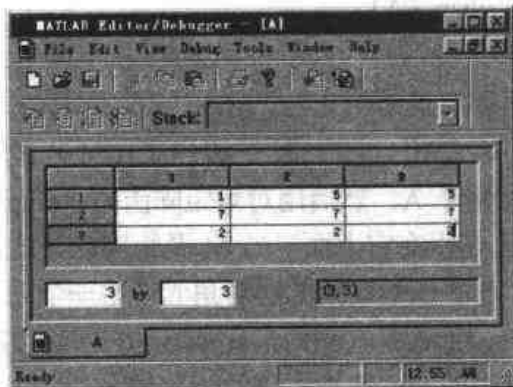 MATLAB Editor/Debugger - [A]
File Edit View Debug Tools Window Help
Stack:
1 2 3
1 1 5 5
2 7 7 7
3 2 2 2
3 by 3 (3,3)
A
Ready 12:55 AM